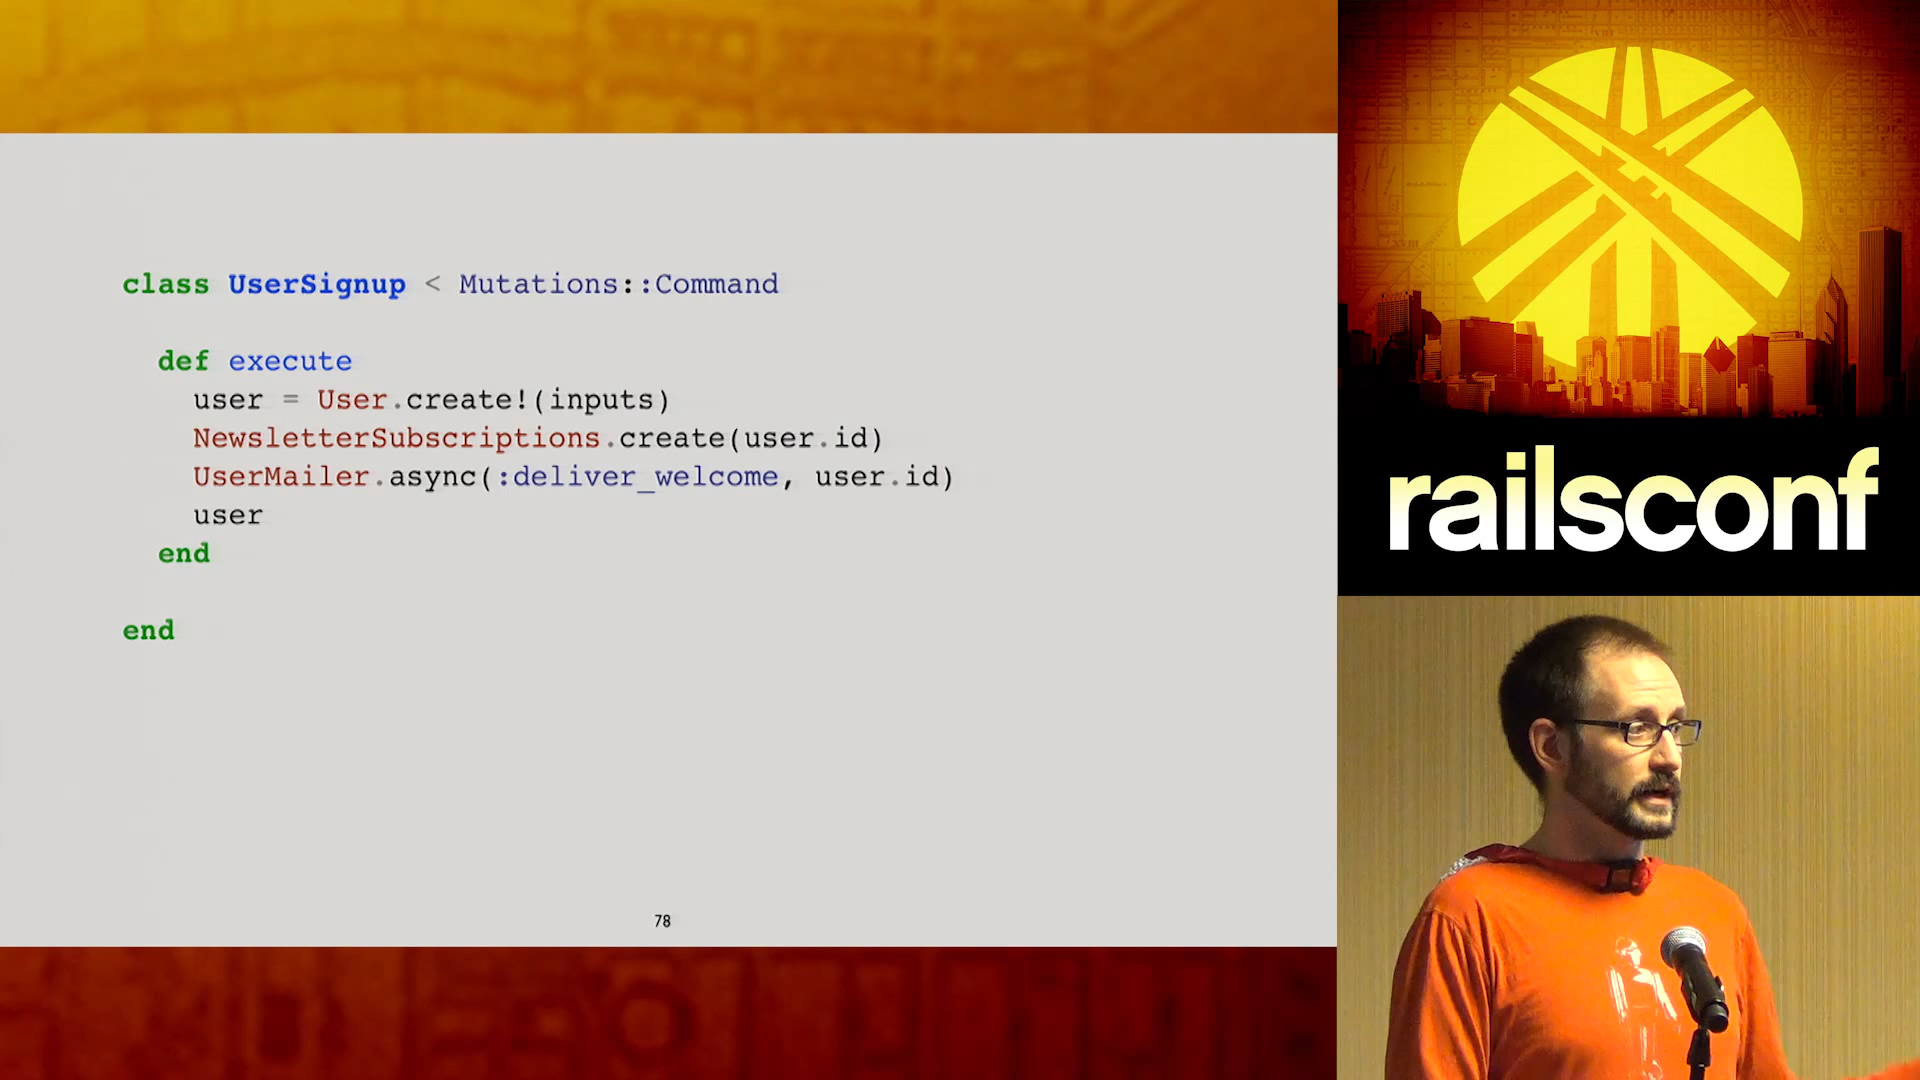 class UserSignup < Mutations::Command
def execute
user = User.create!(inputs)
NewsletterSubscriptions.create(user.id)
UserMailer.async(:deliver_welcome, user.id)
user
end
end
78
railsconf